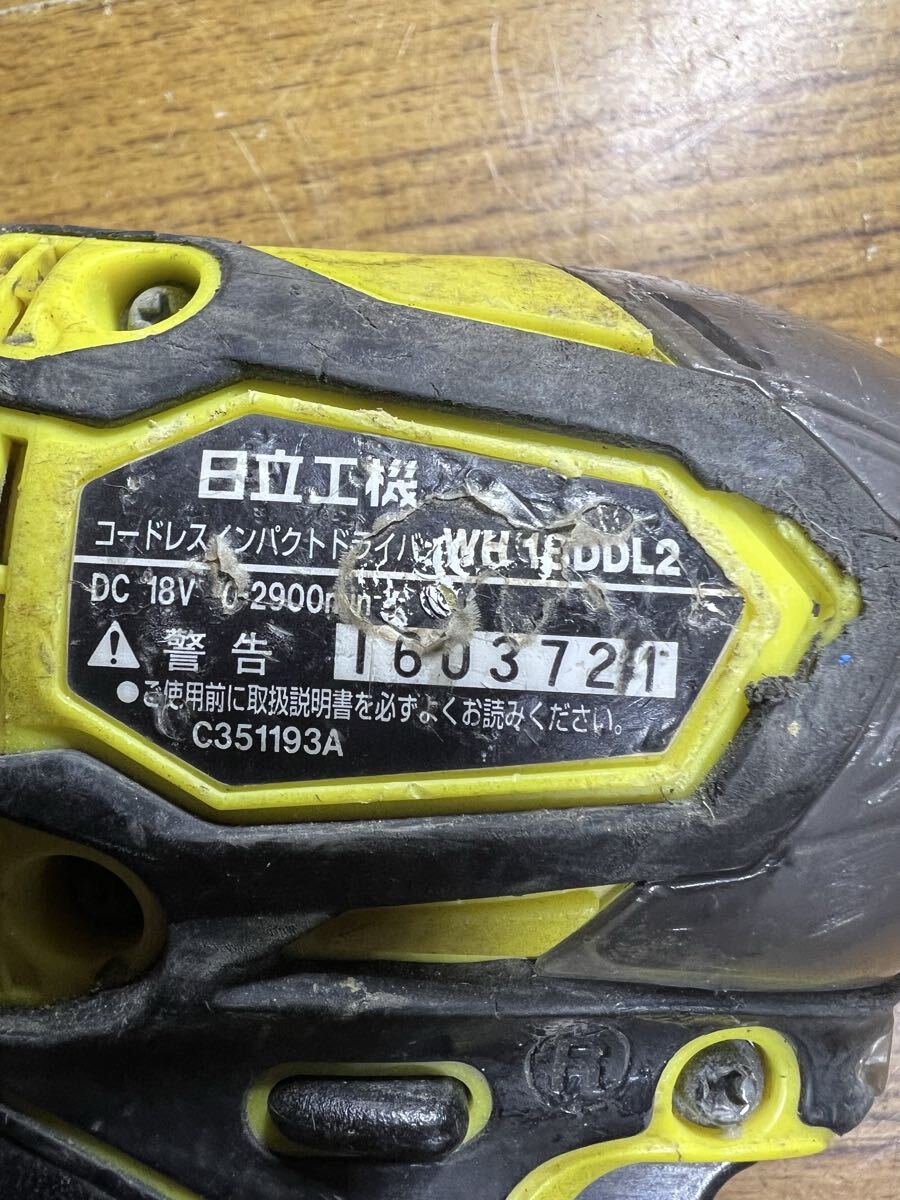 日立工機
コードレスインパクトドライバ WH 18DDL2
DC 18V 0-2900min
警告 1603721
●ご使用前に取扱説明書を必ずよくお読みください。
C351193A